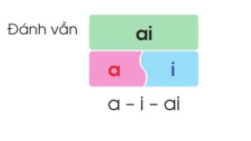 Đánh vần
ai
a i
a – i – ai